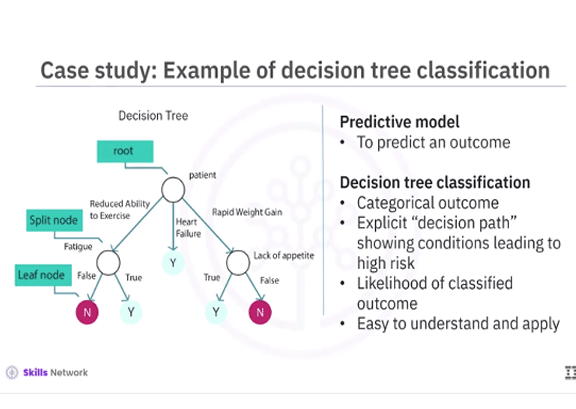 Case study: Example of decision tree classification
Decision Tree
root
patient
Reduced Ability
to Exercise
Heart
Failure
Rapid Weight Gain
Split node
Fatigue
Y
Lack of appetite
Leaf node
False
True
True
False
N
Y
Y
N
Predictive model
• To predict an outcome
Decision tree classification
• Categorical outcome
• Explicit “decision path”
showing conditions leading to
high risk
• Likelihood of classified
outcome
• Easy to understand and apply
Skills Network